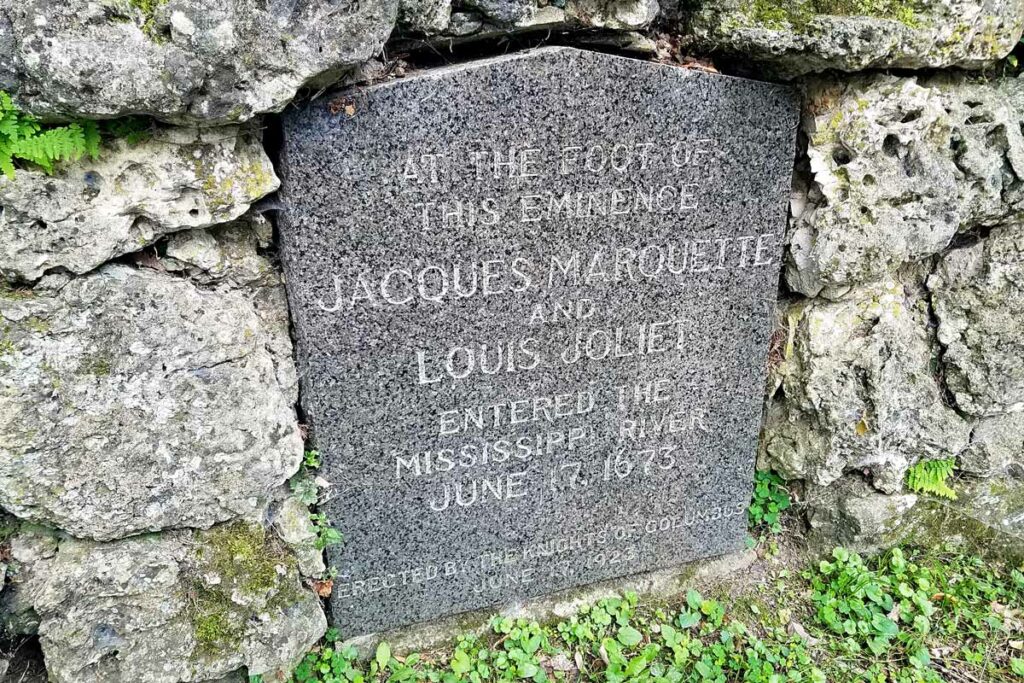 AT THE FOOT OF
THIS EMINENCE
JACQUES MARQUETTE
AND
LOUIS JOLIET
ENTERED THE
MISSISSIPPI RIVER
JUNE 17, 1673
ERECTED BY THE KNIGHTS OF COLUMBUS
JUNE 17, 1923